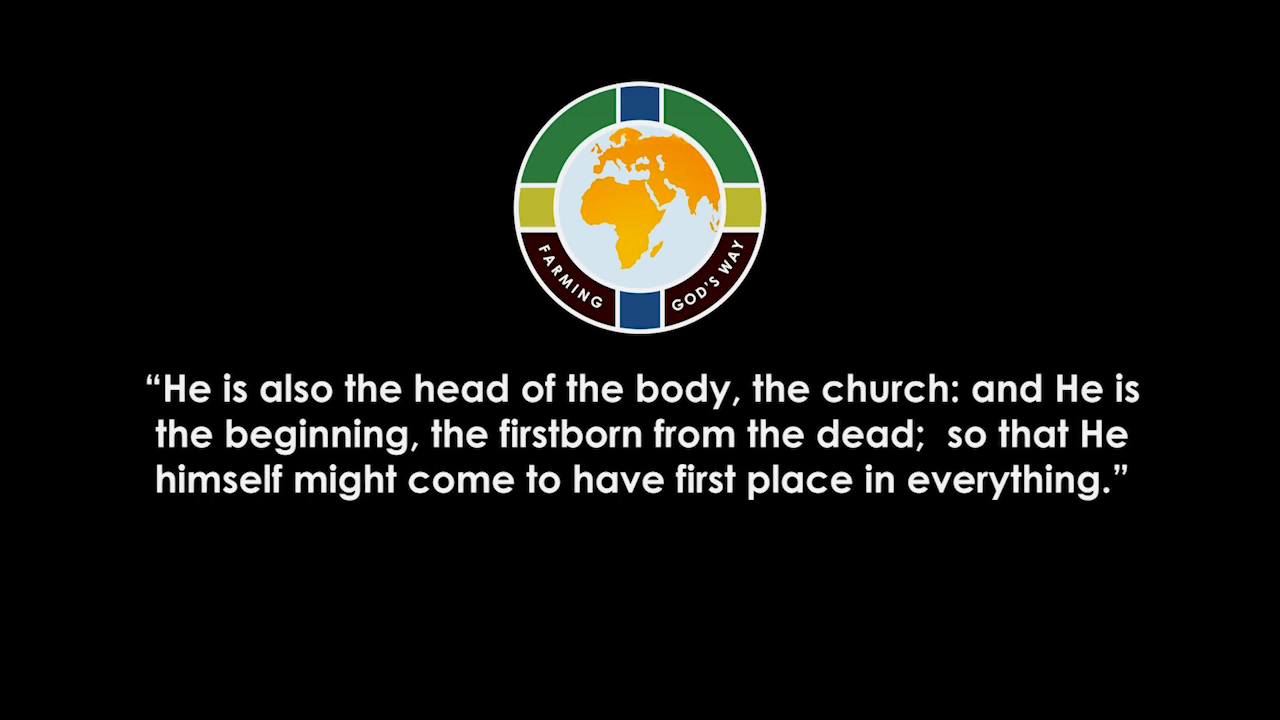 FARMING GOD'S WAY
“He is also the head of the body, the church: and He is
the beginning, the firstborn from the dead;  so that He
himself might come to have first place in everything.”